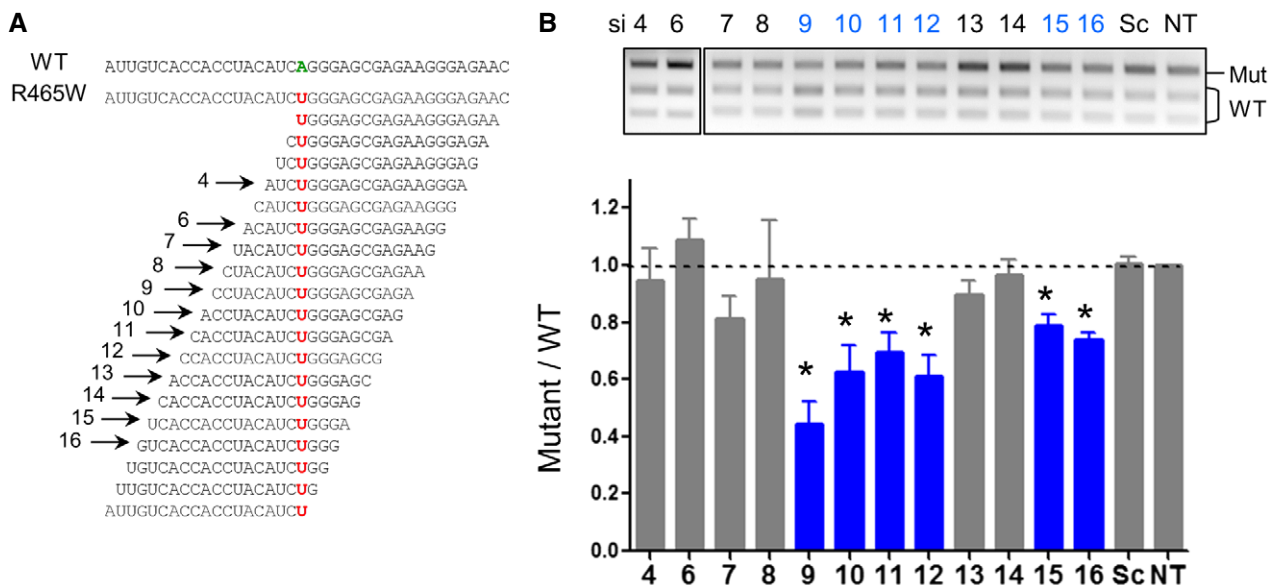 A
WT AUUGUCACCACCUACAUCAGGGAGCGAGAAGGGAGAAC
R465W AUUGUCACCACCUACAUCUGGGAGCGAGAAGGGAGAAC
UGGGAGCGAGAAGGGAGAA
CUGGGAGCGAGAAGGGAGA
UCUGGGAGCGAGAAGGGAG
4 AUCUGGGAGCGAGAAGGGA
CAUCUGGGAGCGAGAAGGG
6 ACAUCUGGGAGCGAGAAGG
7 UACAUCUGGGAGCGAGAAG
8 CUACAUCUGGGAGCGAGAA
9 CCUACAUCUGGGAGCGAGA
10 ACCUACAUCUGGGAGCGAG
11 CACCUACAUCUGGGAGCGA
12 CCACCUACAUCUGGGAGCG
13 ACCACCUACAUCUGGGAGC
14 CACCACCUACAUCUGGGAG
15 UCACCACCUACAUCUGGGA
16 GUCACCACCUACAUCUGGG
UGUCACCACCUACAUCUGG
UUGUCACCACCUACAUCUG
AUUGUCACCACCUACAUCU
B
si 4 6 7 8 9 10 11 12 13 14 15 16 Sc NT
Mut
WT
Mutant / WT
1.2
1.0
0.8
0.6
0.4
0.2
0.0
* * * * * *
4 6 7 8 9 10 11 12 13 14 15 16 Sc NT